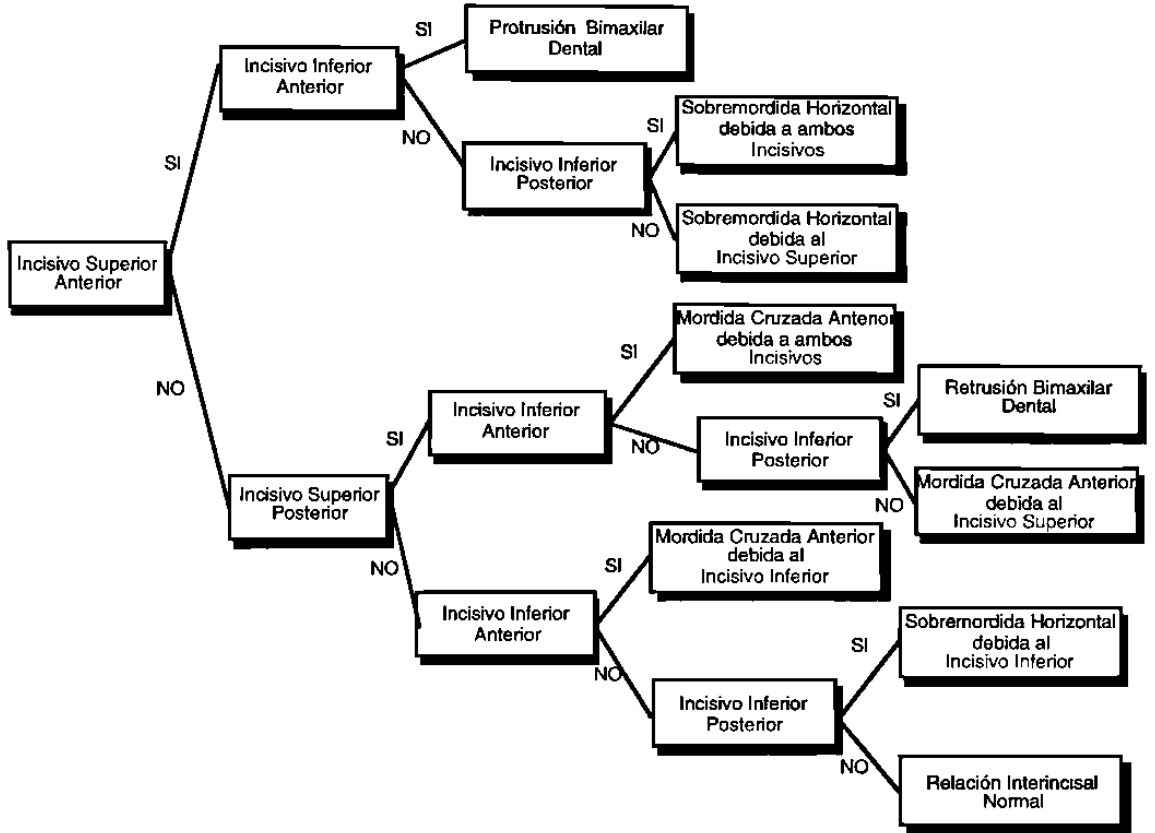 SI
Protrusión Bimaxilar
Dental
Incisivo Inferior
Anterior
NO
SI
Sobremordida Horizontal
debida a ambos
Incisivos
Incisivo Inferior
Posterior
SI
NO
Sobremordida Horizontal
debida al
Incisivo Superior
Incisivo Superior
Anterior
Mordida Cruzada Anterior
debida a ambos
Incisivos
SI
NO
Retrusión Bimaxilar
Dental
SI
Incisivo Inferior
Anterior
SI
NO
Incisivo Inferior
Posterior
NO
Mordida Cruzada Anterior
debida al
Incisivo Superior
Incisivo Superior
Posterior
Mordida Cruzada Anterior
debida al
Incisivo Inferior
NO
SI
Incisivo Inferior
Anterior
Sobremordida Horizontal
debida al
Incisivo Inferior
SI
NO
Incisivo Inferior
Posterior
NO
Relación Interincisal
Normal